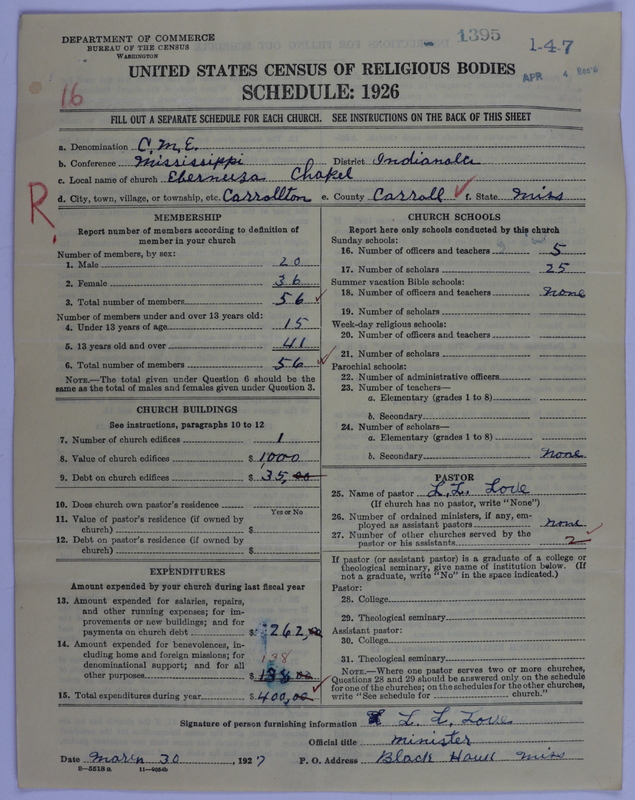 DEPARTMENT OF COMMERCE
BUREAU OF THE CENSUS
WASHINGTON
1395
1-4-7
APR 4
UNITED STATES CENSUS OF RELIGIOUS BODIES
SCHEDULE: 1926
16
FILL OUT A SEPARATE SCHEDULE FOR EACH CHURCH. SEE INSTRUCTIONS ON THE BACK OF THIS SHEET
a. Denomination C.M.E.
b. Conference Mississippi District Indianola
c. Local name of church Eberneusa Chapel
d. City, town, village, or township, etc. Carrollton e. County Carroll f. State Miss
R.
MEMBERSHIP
Report number of members according to definition of
member in your church
Number of members, by sex:
1. Male 20
2. Female 36
3. Total number of members 56
Number of members under and over 13 years old:
4. Under 13 years of age 15
5. 13 years old and over 41
6. Total number of members 56
NOTE.—The total given under Question 6 should be
same as the total of males and females given under Question 3.
CHURCH BUILDINGS
See instructions, paragraphs 10 to 12
7. Number of church edifices 1
8. Value of church edifices $ 1000
9. Debt on church edifices $ 35,00
10. Does church own pastor's residence
Yes or No
11. Value of pastor's residence (if owned by
church) $
12. Debt on pastor's residence (if owned by
church) $
EXPENDITURES
Amount expended by your church during last fiscal year
13. Amount expended for salaries, repairs,
and other running expenses; for im-
provements or new buildings; and for
payments on church debt $ 262,00
14. Amount expended for benevolences, in-
cluding home and foreign missions; for
denominational support; and for all
138
other purposes $ 138 00
15. Total expenditures during year $ 400,00
CHURCH SCHOOLS
Report here only schools conducted by this church
Sunday schools:
16. Number of officers and teachers 5
17. Number of scholars 25
Summer vacation Bible schools:
18. Number of officers and teachers none
19. Number of scholars
Week-day religious schools:
20. Number of officers and teachers
21. Number of scholars
Parochial schools:
22. Number of administrative officers
23. Number of teachers—
a. Elementary (grades 1 to 8)
b. Secondary
24. Number of scholars—
a. Elementary (grades 1 to 8)
b. Secondary none
PASTOR
25. Name of pastor L. L. Love
(If church has no pastor, write "None")
26. Number of ordained ministers, if any, em-
ployed as assistant pastors none
27. Number of other churches served by the
pastor or his assistants 2
If pastor (or assistant pastor) is a graduate of a college or
theological seminary, give name of institution below. (If
not a graduate, write "No" in the space indicated.)
Pastor:
28. College
29. Theological seminary
Assistant pastor:
30. College
31. Theological seminary
NOTE.—Where one pastor serves two or more churches,
Questions 28 and 29 should be answered only on the schedule
for one of the churches; on the schedules for the other churches,
write "See schedule for church."
Signature of person furnishing information L. L. Love
Official title minister
Date March 30, 1927 P. O. Address Black Hawk Miss
8—5518a 11—9054b